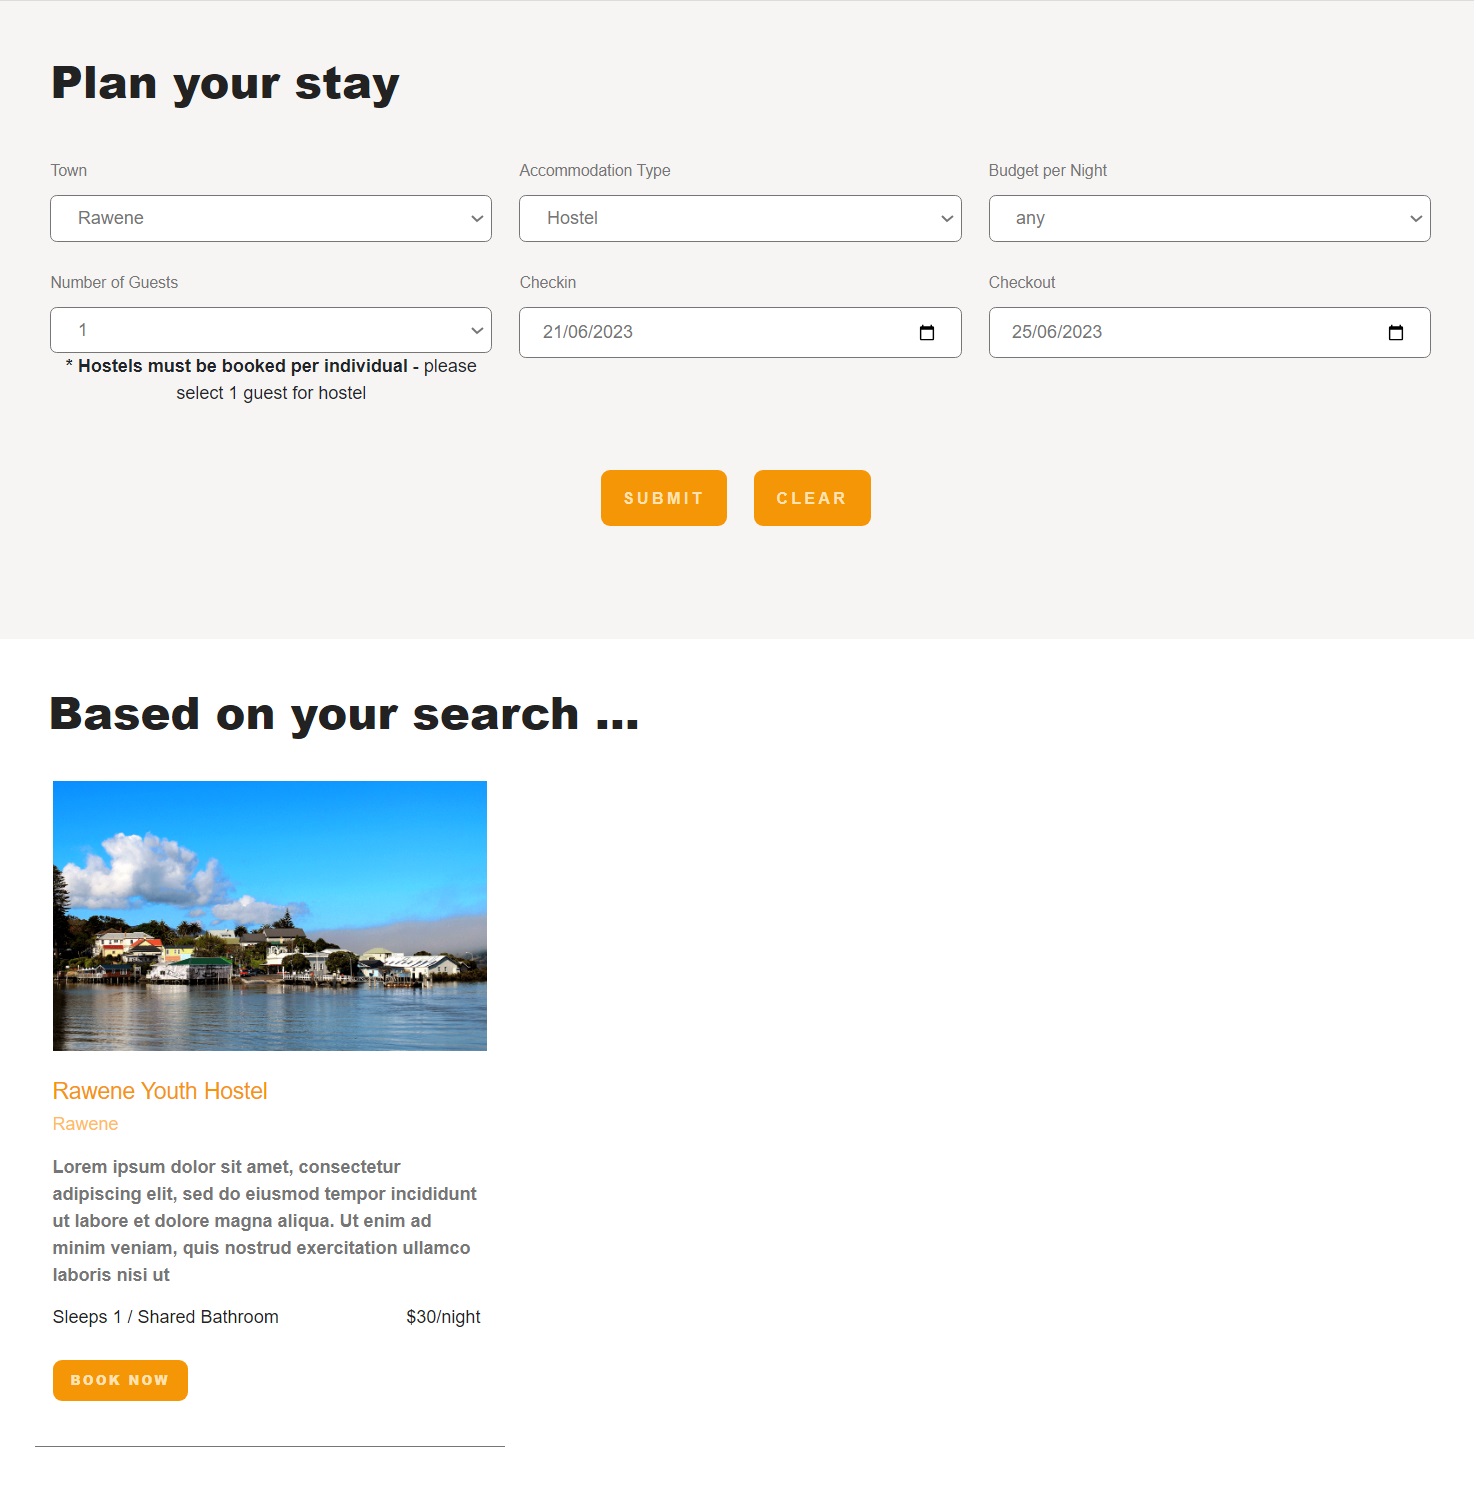 Plan your stay
Town
Accommodation Type
Budget per Night
Rawene
Hostel
any
Number of Guests
Checkin
Checkout
1
21/06/2023
25/06/2023
* Hostels must be booked per individual - please
select 1 guest for hostel
SUBMIT
CLEAR
Based on your search ...
Rawene Youth Hostel
Rawene
Lorem ipsum dolor sit amet, consectetur
adipiscing elit, sed do eiusmod tempor incididunt
ut labore et dolore magna aliqua. Ut enim ad
minim veniam, quis nostrud exercitation ullamco
laboris nisi ut
Sleeps 1 / Shared Bathroom
$30/night
BOOK NOW